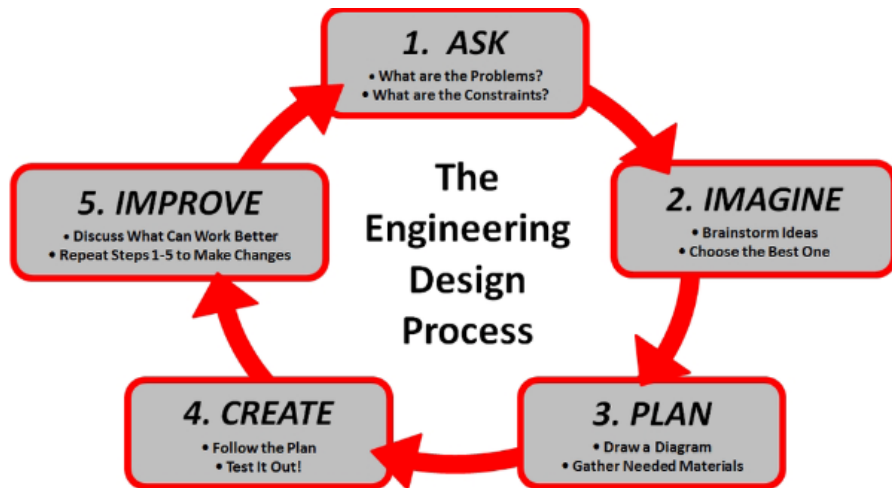 1. ASK
• What are the Problems?
• What are the Constraints?
2. IMAGINE
• Brainstorm Ideas
• Choose the Best One
3. PLAN
• Draw a Diagram
• Gather Needed Materials
4. CREATE
• Follow the Plan
• Test It Out!
5. IMPROVE
• Discuss What Can Work Better
• Repeat Steps 1-5 to Make Changes
The
Engineering
Design
Process